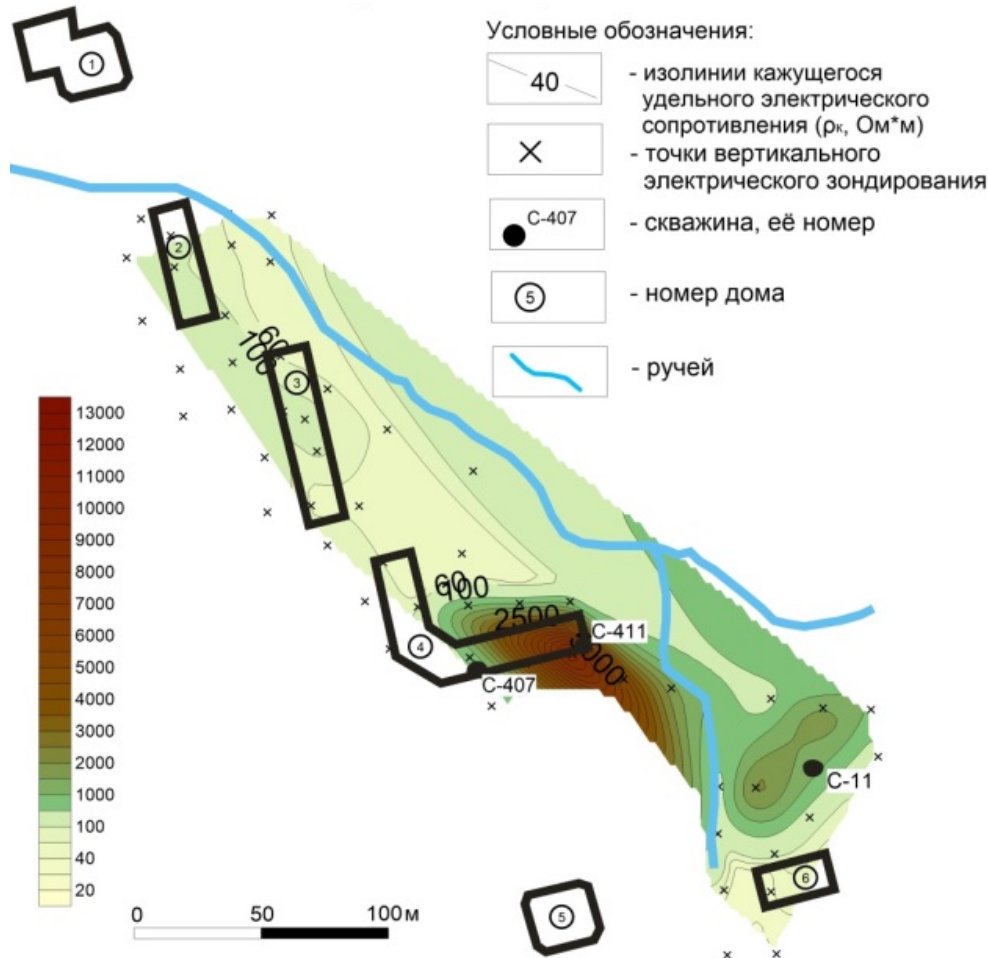 Условные обозначения:
40
- изолинии кажущегося
удельного электрического
сопротивления (ρк, Ом*м)
- точки вертикального
электрического зондирования
С-407
- скважина, её номер
5
- номер дома
- ручей
1
2
60
100
3
60
100
2500
С-411
4
С-407
С-11
6
5
13000
12000
11000
10000
9000
8000
7000
6000
5000
4000
3000
2000
1000
100
40
20
0 50 100 м